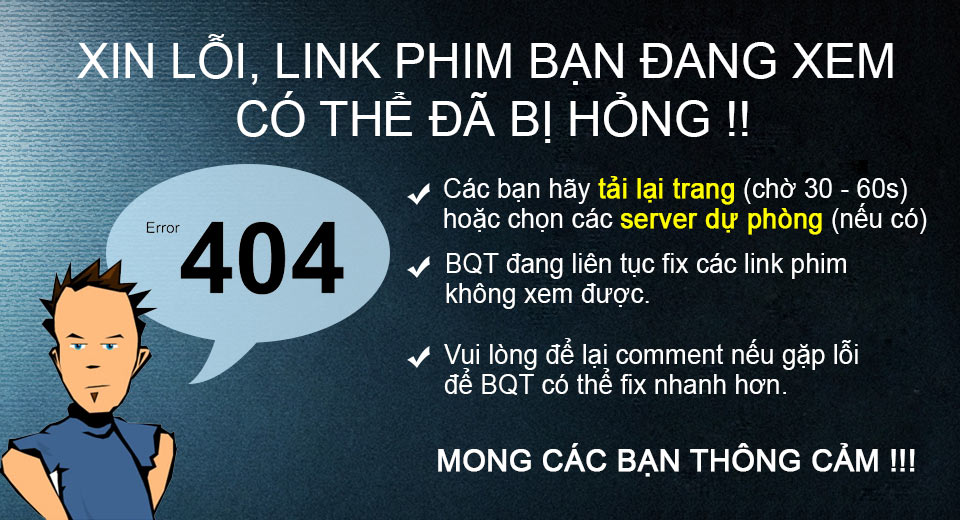 XIN LỖI, LINK PHIM BẠN ĐANG XEM
CÓ THỂ ĐÃ BỊ HỎNG !!
Error
404
Các bạn hãy tải lại trang (chờ 30 - 60s)
hoặc chọn các server dự phòng (nếu có)
BQT đang liên tục fix các link phim
không xem được.
Vui lòng để lại comment nếu gặp lỗi
để BQT có thể fix nhanh hơn.
MONG CÁC BẠN THÔNG CẢM !!!